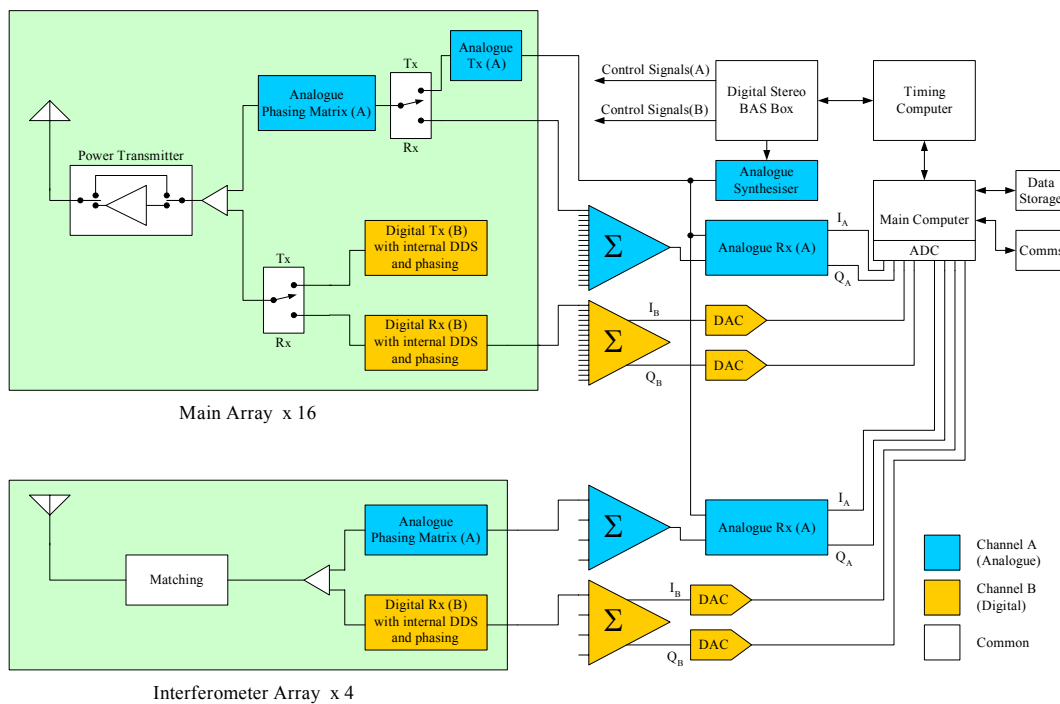 Analogue
Tx (A)
Tx
Analogue
Phasing Matrix (A)
Rx
Power Transmitter
Digital Tx (B)
with internal DDS
and phasing
Tx
Rx
Digital Rx (B)
with internal DDS
and phasing
Main Array x 16
Control Signals(A)
Control Signals(B)
Digital Stereo
BAS Box
Timing
Computer
Analogue
Synthesiser
Main Computer
ADC
Data
Storage
Comms
Σ
Analogue Rx (A)
I_A
Q_A
Σ
I_B
Q_B
DAC
DAC
Analogue
Phasing Matrix (A)
Matching
Digital Rx (B)
with internal DDS
and phasing
Interferometer Array x 4
Σ
Analogue Rx (A)
I_A
Q_A
Σ
I_B
Q_B
DAC
DAC
Channel A
(Analogue)
Channel B
(Digital)
Common